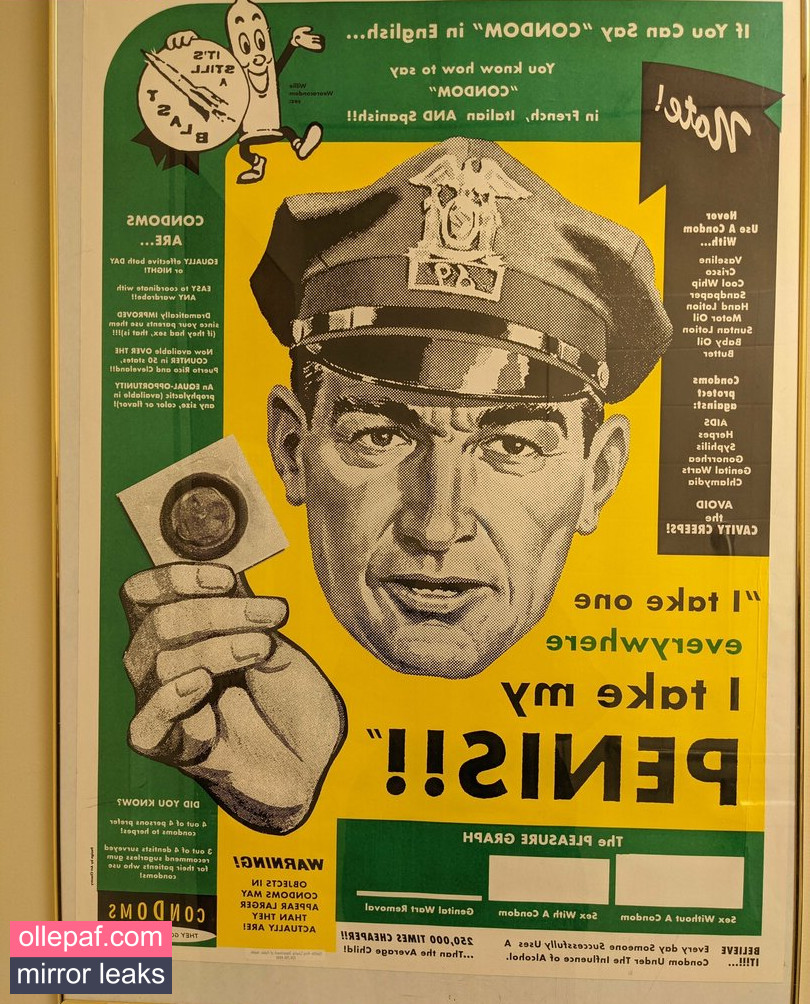 If You Can Say "CONDOM" in English...
You know how to say
"CONDOM"
in French, Italian AND Spanish!!
IT'S
STILL
A
BLAST
Willie
Wearacondom
says:
Note!
Never
Use A Condom
With...
Vaseline
Crisco
Cool Whip
Sandpaper
Hand Lotion
Motor Oil
Suntan Lotion
Baby Oil
Butter
Condoms
protect
against:
AIDS
Herpes
Syphilis
Gonorrhea
Genital Warts
Chlamydia
AVOID
the
CAVITY CREEPS!
CONDOMS
ARE...
EQUALLY effective both DAY
or NIGHT!
EASY to coordinate with
ANY wardrobe!!
Dramatically IMPROVED
since your parents use them
(if they had sex, that is)!!!
Now available OVER THE
COUNTER in 50 states,
Puerto Rico and Cleveland!!
An EQUAL-OPPORTUNITY
prophylactic (available in
any size, color or flavor)!
69
"I take one
everywhere
I take my
PENIS!!"
DID YOU KNOW?
4 out of 4 persons prefer
condoms to herpes!
3 out of 4 dentists surveyed
recommend sugarless gum
for their patients who use
condoms!
CONDOMS
THEY GO
WARNING!
OBJECTS IN
CONDOMS MAY
APPEAR LARGER
THAN THEY
ACTUALLY ARE!
The PLEASURE GRAPH
Sex Without A Condom
Sex With A Condom
Genital Wart Removal
BELIEVE
IT!!!...
Every day Someone Successfully Uses A
Condom Under The Influence of Alcohol.
250,000 TIMES CHEAPER!!
...Than the Average Child!
ollepaf.com
mirror leaks